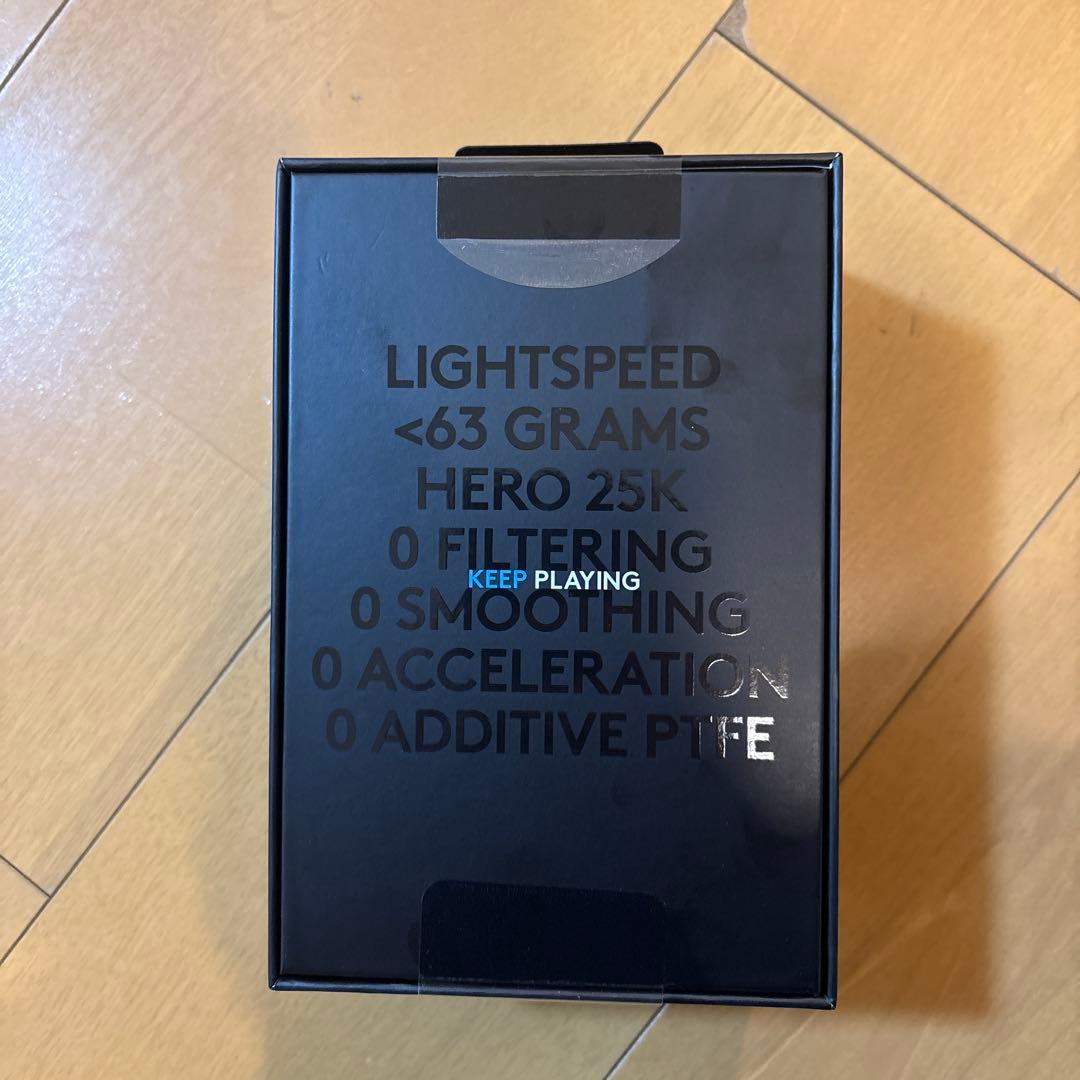 LIGHTSPEED
<63 GRAMS
HERO 25K
0 FILTERING
KEEP PLAYING
0 SMOOTHING
0 ACCELERATION
0 ADDITIVE PTFE